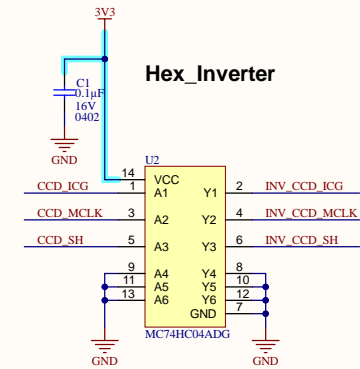 3V3
Hex_Inverter
C1
0.1µF
16V
0402
GND
U2
14 VCC
CCD_ICG 1 A1 Y1 2 INV_CCD_ICG
CCD_MCLK 3 A2 Y2 4 INV_CCD_MCLK
CCD_SH 5 A3 Y3 6 INV_CCD_SH
9 A4 Y4 8
11 A5 Y5 10
13 A6 Y6 12
GND 7
MC74HC04ADG
GND GND